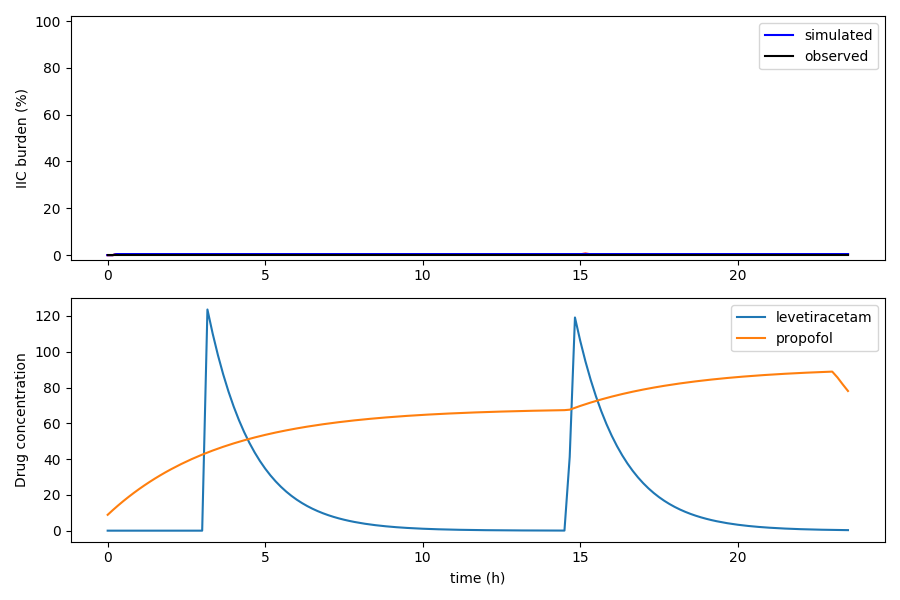 100
80
60
40
20
0
IIC burden (%)
simulated
observed
0 5 10 15 20
120
100
80
60
40
20
0
Drug concentration
levetiracetam
propofol
0 5 10 15 20
time (h)